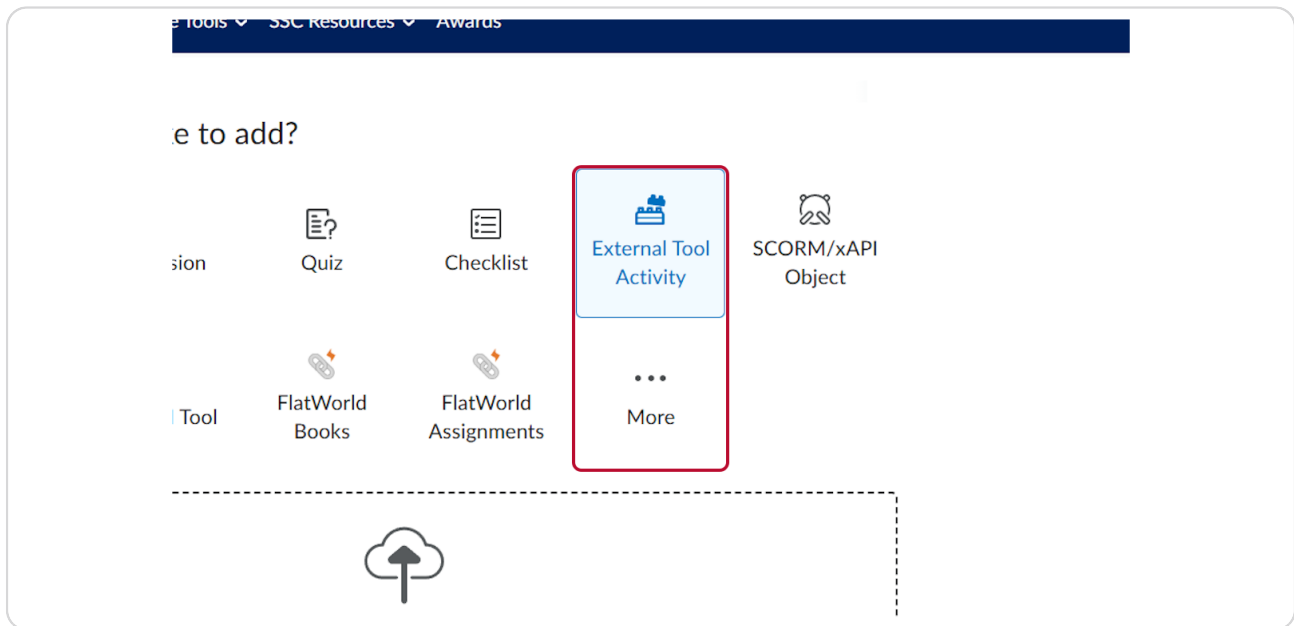 Tools SSC Resources Awards
e to add?
sion
Quiz
Checklist
External Tool
Activity
SCORM/xAPI
Object
Tool
FlatWorld
Books
FlatWorld
Assignments
More